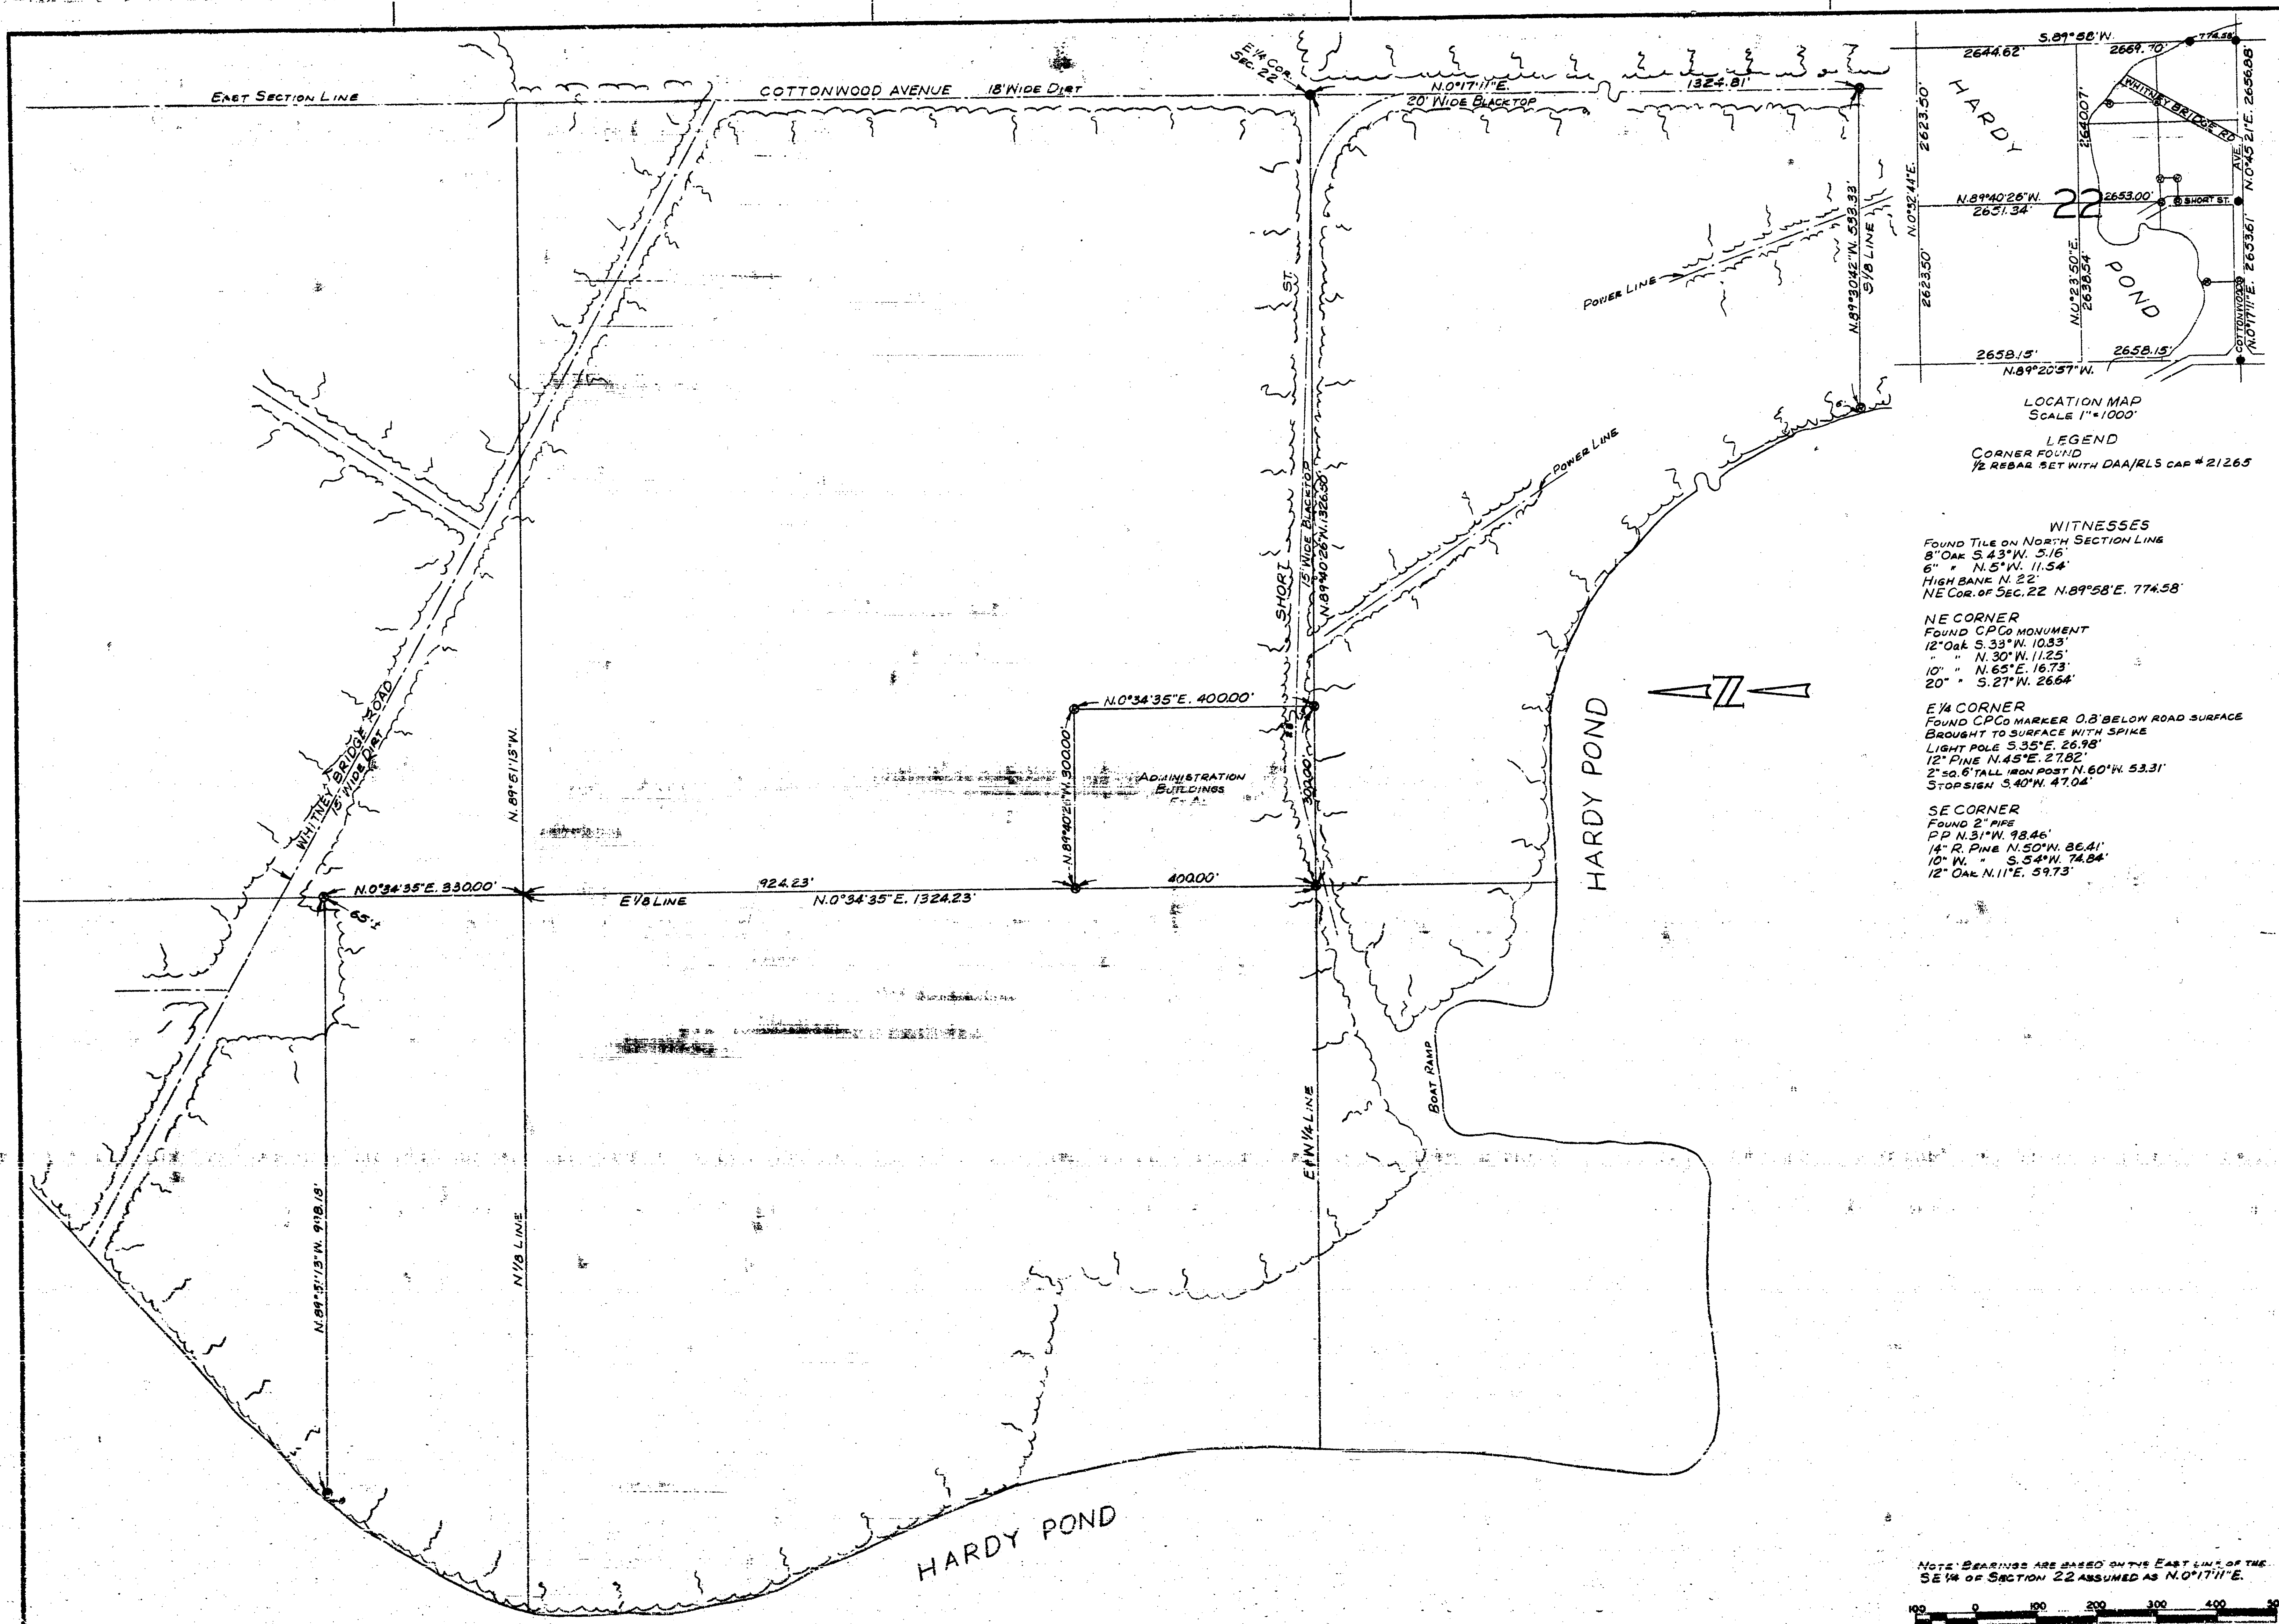 EAST SECTION LINE
COTTONWOOD AVENUE 18' WIDE DIRT
E 1/4 COR.
SEC. 22
N.0°17'11"E.
1324.81'
20' WIDE BLACKTOP
N.89°30'42"W. 593.33'
S 1/8 LINE
POWER LINE
SHORT ST.
15' WIDE BLACKTOP
N.89°40'26"W. 1326.50'
POWER LINE
WHITNEY BRIDGE ROAD
15' WIDE DIRT
N.89°51'13"W.
N.0°34'35"E. 400.00'
N.89°40'26"W. 300.00'
300.00'
ADMINISTRATION
BUILDINGS
N.0°34'35"E. 330.00'
65'±
924.23'
400.00'
E 1/8 LINE
N.0°34'35"E. 1324.23'
HARDY POND
BOAT RAMP
E&W 1/4 LINE
N.89°51'13"W. 998.18'
N 1/8 LINE
HARDY POND
S.89°58'W.
2644.62'
2669.70'
774.58'
HARDY
POND
WHITNEY BRIDGE RD
2623.50'
2640.07'
N.0°45'21"E. 2656.88'
N.0°32'44"E.
N.89°40'26"W.
2651.34'
22
2653.00'
SHORT ST.
2623.50'
N.0°23'50"E.
2638.54'
COTTONWOOD AVE.
N.0°17'11"E. 2653.61'
2658.15'
2658.15'
N.89°20'57"W.
LOCATION MAP
SCALE 1"=1000'
LEGEND
CORNER FOUND
1/2 REBAR SET WITH DAA/RLS CAP #21265
WITNESSES
FOUND TILE ON NORTH SECTION LINE
8" OAK S.43°W. 5.16'
6" " N.5°W. 11.54'
HIGH BANK N. 22'
NE COR. OF SEC. 22 N.89°58'E. 774.58'
NE CORNER
FOUND CPCO MONUMENT
12" OAK S.33°W. 10.83'
" " N.30°W. 11.25'
10" " N.65°E. 16.73'
20" " S.27°W. 26.64'
E 1/4 CORNER
FOUND CPCO MARKER 0.8' BELOW ROAD SURFACE
BROUGHT TO SURFACE WITH SPIKE
LIGHT POLE S.35°E. 26.98'
12" PINE N.45°E. 27.82'
2" SQ. 6' TALL IRON POST N.60°W. 53.31'
STOP SIGN S.40°W. 47.04'
SE CORNER
FOUND 2" PIPE
PP N.31°W. 98.46'
14" R. PINE N.50°W. 86.41'
10" W. " S.54°W. 74.84'
12" OAK N.11°E. 59.73'
NOTE: BEARINGS ARE BASED ON THE EAST LINE OF THE
SE 1/4 OF SECTION 22 ASSUMED AS N.0°17'11"E.
100 0 100 200 300 400